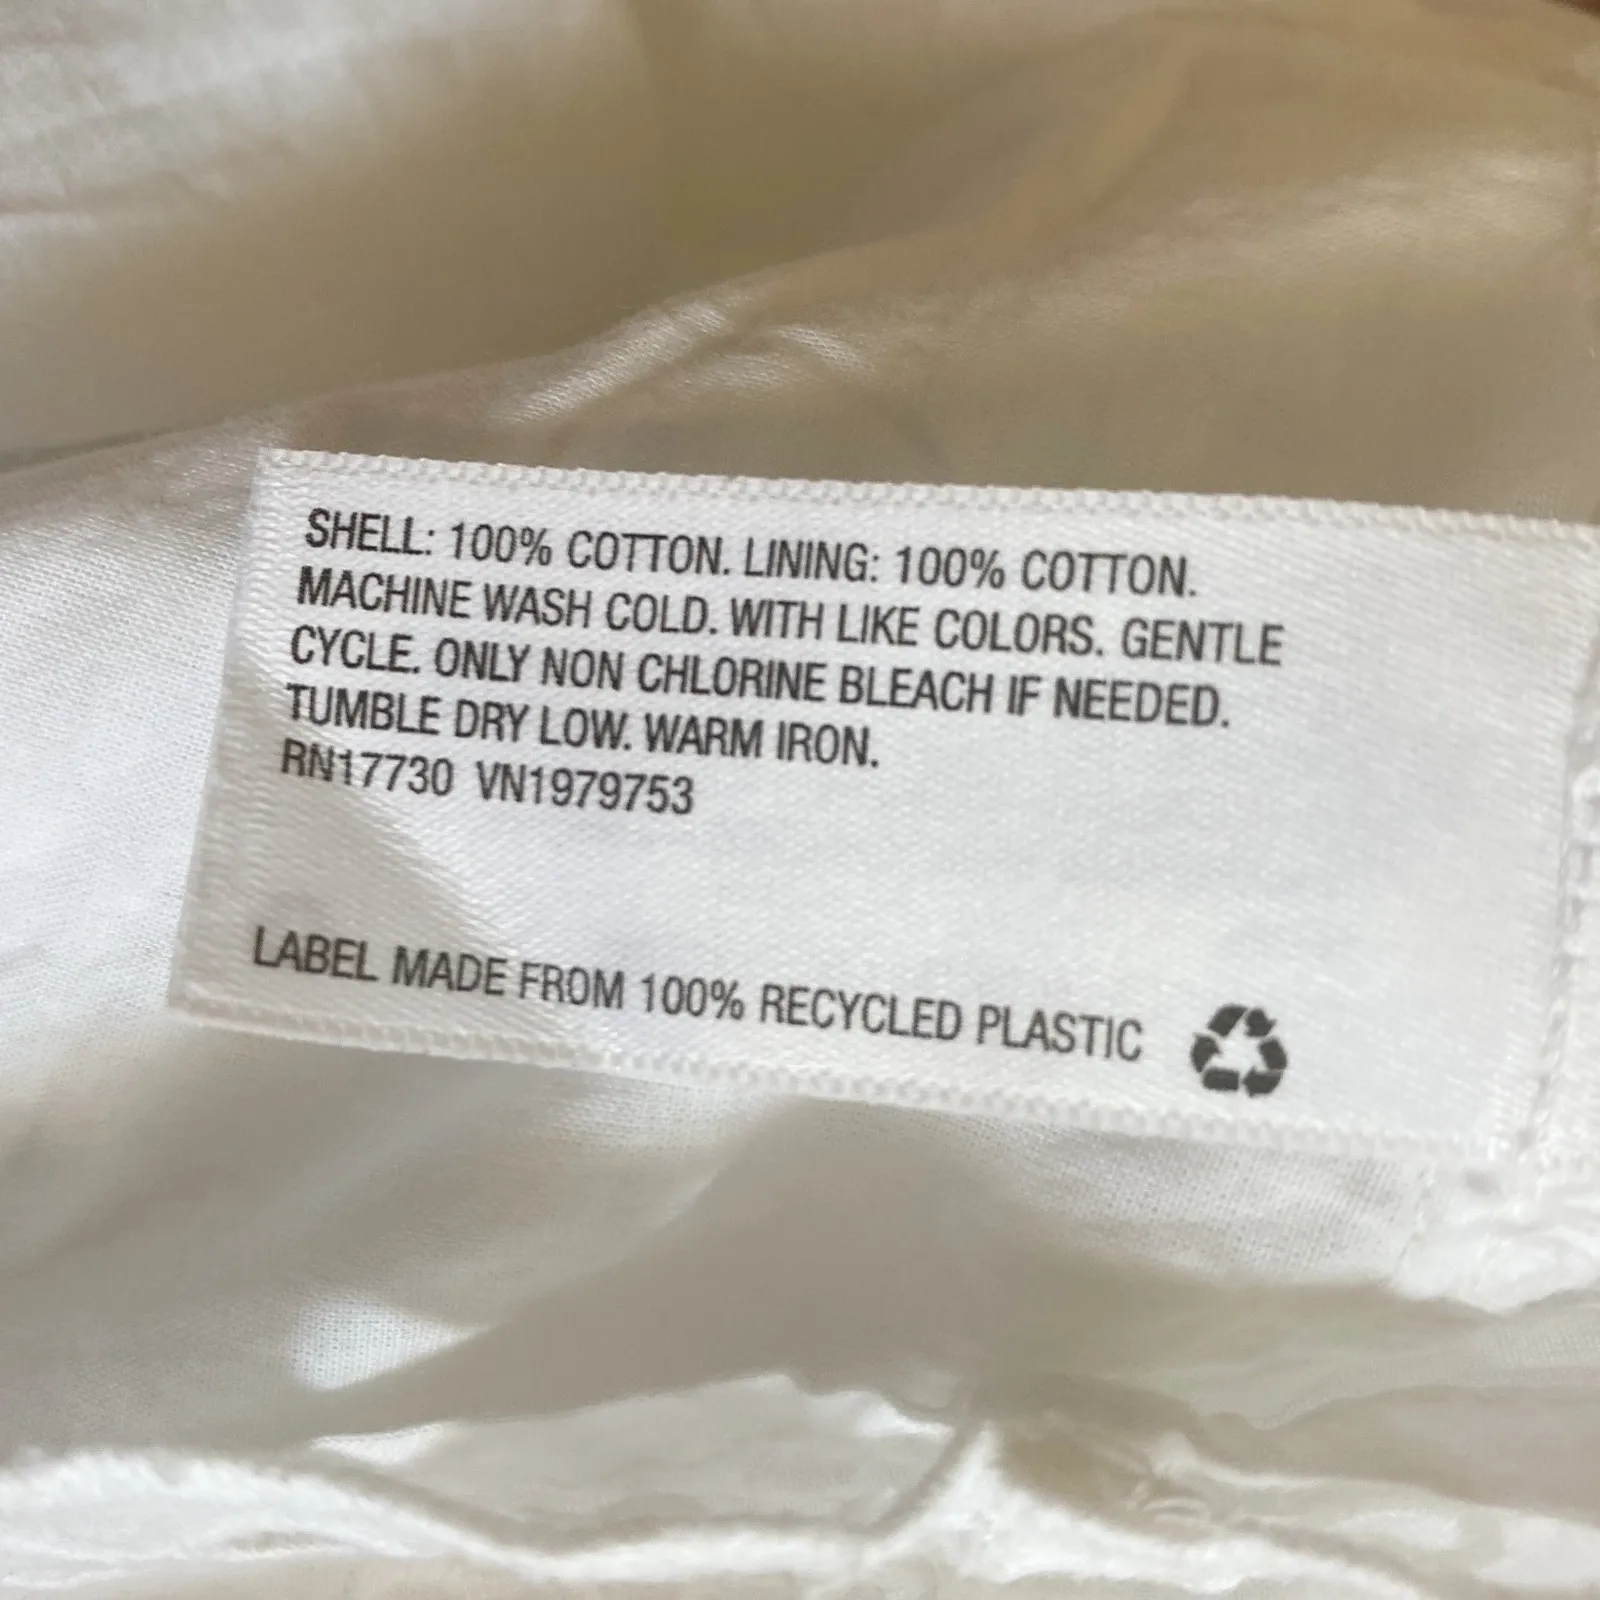 SHELL: 100% COTTON. LINING: 100% COTTON.
MACHINE WASH COLD. WITH LIKE COLORS. GENTLE
CYCLE. ONLY NON CHLORINE BLEACH IF NEEDED.
TUMBLE DRY LOW. WARM IRON.
RN17730 VN1979753
LABEL MADE FROM 100% RECYCLED PLASTIC